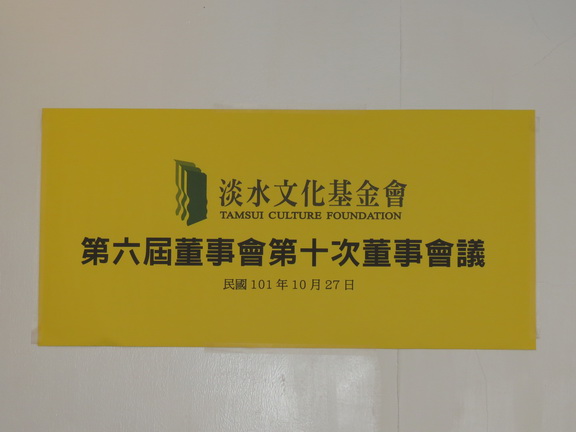 淡水文化基金會
TAMSUI CULTURE FOUNDATION
第六屆董事會第十次董事會議
民國 101 年 10 月 27 日